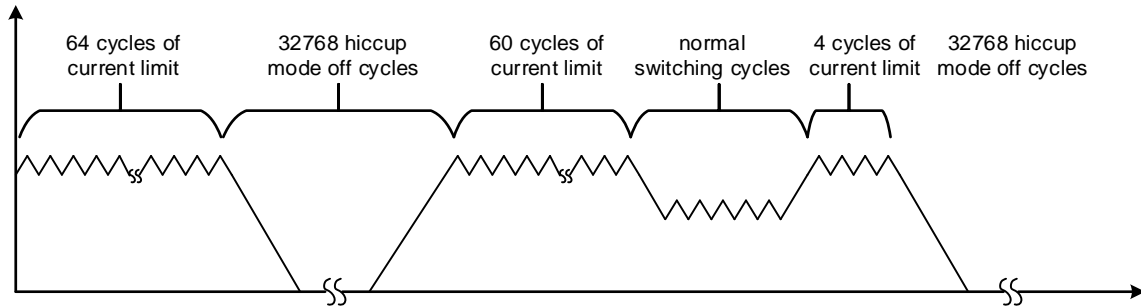 64 cycles of
current limit
32768 hiccup
mode off cycles
60 cycles of
current limit
normal
switching cycles
4 cycles of
current limit
32768 hiccup
mode off cycles